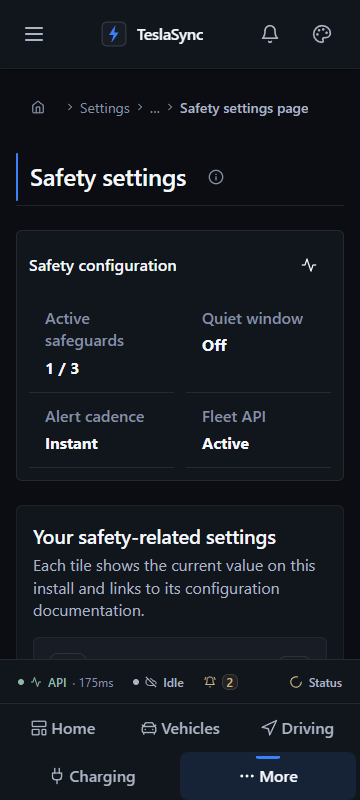 TeslaSync
Settings
...
Safety settings page
Safety settings
Safety configuration
Active
safeguards
1 / 3
Quiet window
Off
Alert cadence
Instant
Fleet API
Active
Your safety-related settings
Each tile shows the current value on this
install and links to its configuration
documentation.
API · 175ms
Idle
2
Status
Home
Vehicles
Driving
Charging
More